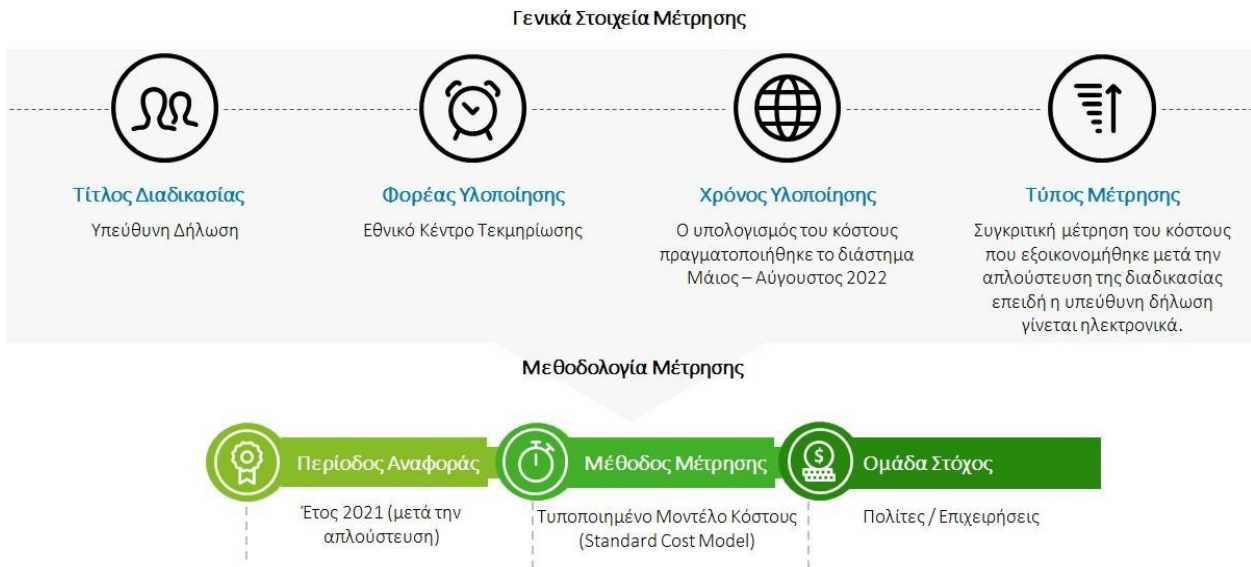 Γενικά Στοιχεία Μέτρησης
Τίτλος Διαδικασίας
Υπεύθυνη Δήλωση
Φορέας Υλοποίησης
Εθνικό Κέντρο Τεκμηρίωσης
Χρόνος Υλοποίησης
Ο υπολογισμός του κόστους
πραγματοποιήθηκε το διάστημα
Μάιος – Αύγουστος 2022
Τύπος Μέτρησης
Συγκριτική μέτρηση του κόστους
που εξοικονομήθηκε μετά την
απλούστευση της διαδικασίας
επειδή η υπεύθυνη δήλωση
γίνεται ηλεκτρονικά.
Μεθοδολογία Μέτρησης
Περίοδος Αναφοράς
Έτος 2021 (μετά την
απλούστευση)
Μέθοδος Μέτρησης
Τυποποιημένο Μοντέλο Κόστους
(Standard Cost Model)
$
Ομάδα Στόχος
Πολίτες / Επιχειρήσεις